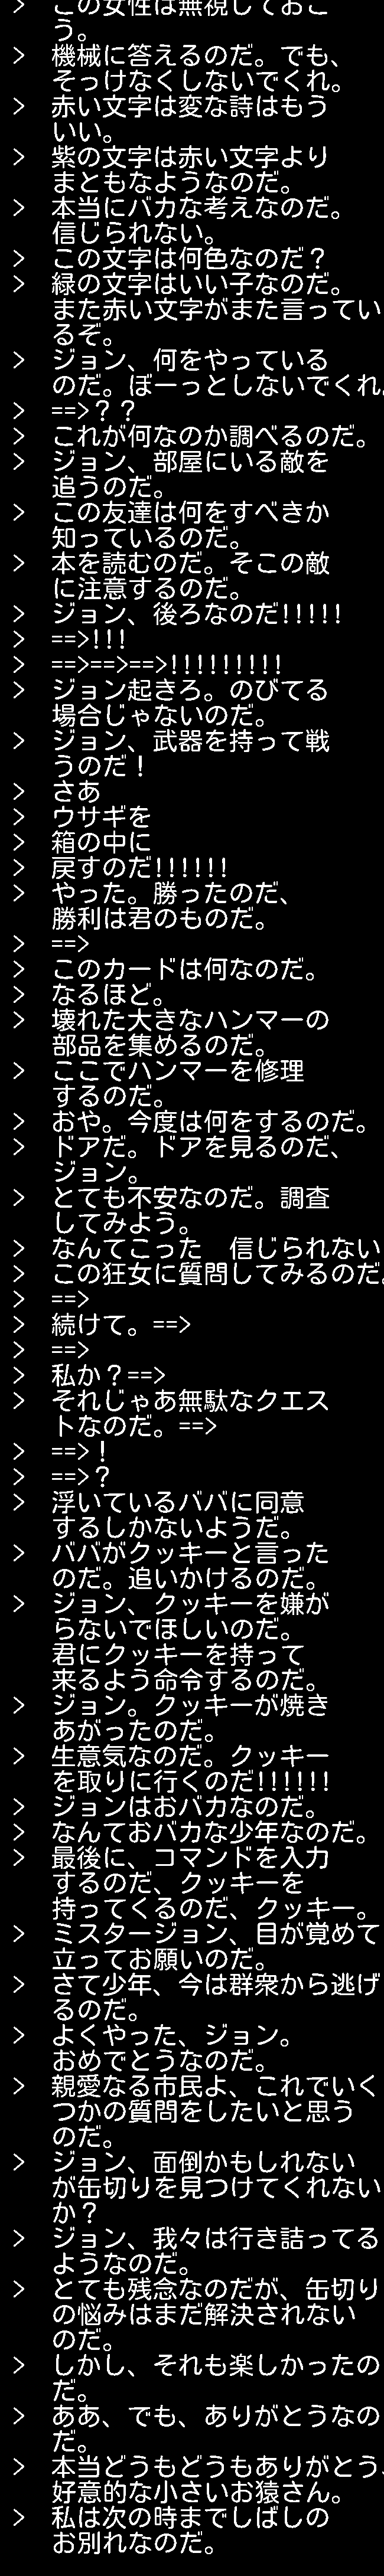 > この女性は無視しておこ
う。
> 機械に答えるのだ。でも、
そっけなくしないでくれ。
> 赤い文字は変な詩はもう
いい。
> 紫の文字は赤い文字より
まともなようなのだ。
> 本当にバカな考えなのだ。
信じられない。
> この文字は何色なのだ？
> 緑の文字はいい子なのだ。
また赤い文字がまた言ってい
るぞ。
> ジョン、何をやっている
のだ。ぼーっとしないでくれ。
> ==>？？
> これが何なのか調べるのだ。
> ジョン、部屋にいる敵を
追うのだ。
> この友達は何をすべきか
知っているのだ。
> 本を読むのだ。そこの敵
に注意するのだ。
> ジョン、後ろなのだ!!!!!
> ==>!!!
> ==>==>==>!!!!!!!!!
> ジョン起きろ。のびてる
場合じゃないのだ。
> ジョン、武器を持って戦
うのだ！
> さあ
> ウサギを
> 箱の中に
> 戻すのだ!!!!!!
> やった。勝ったのだ、
勝利は君のものだ。
> ==>
> このカードは何なのだ。
> なるほど。
> 壊れた大きなハンマーの
部品を集めるのだ。
> ここでハンマーを修理
するのだ。
> おや。今度は何をするのだ。
> ドアだ。ドアを見るのだ、
ジョン。
> とても不安なのだ。調査
してみよう。
> なんてこった　信じられない
> この狂女に質問してみるのだ。
> ==>
> 続けて。==>
> ==>
> 私か？==>
> それじゃあ無駄なクエス
トなのだ。==>
> ==>！
> ==>？
> 浮いているババに同意
するしかないようだ。
> ババがクッキーと言った
のだ。追いかけるのだ。
> ジョン、クッキーを嫌が
らないでほしいのだ。
君にクッキーを持って
来るよう命令するのだ。
> ジョン。クッキーが焼き
あがったのだ。
> 生意気なのだ。クッキー
を取りに行くのだ!!!!!!
> ジョンはおバカなのだ。
> なんておバカな少年なのだ。
> 最後に、コマンドを入力
するのだ、クッキーを
持ってくるのだ、クッキー。
> ミスタージョン、目が覚めて
立ってお願いのだ。
> さて少年、今は群衆から逃げ
るのだ。
> よくやった、ジョン。
おめでとうなのだ。
> 親愛なる市民よ、これでいく
つかの質問をしたいと思う
のだ。
> ジョン、面倒かもしれない
が缶切りを見つけてくれない
か？
> ジョン、我々は行き詰ってる
ようなのだ。
> とても残念なのだが、缶切り
の悩みはまだ解決されない
のだ。
> しかし、それも楽しかったの
だ。
> ああ、でも、ありがとうなの
だ。
> 本当どうもどうもありがとう、
好意的な小さいお猿さん。
> 私は次の時までしばしの
お別れなのだ。